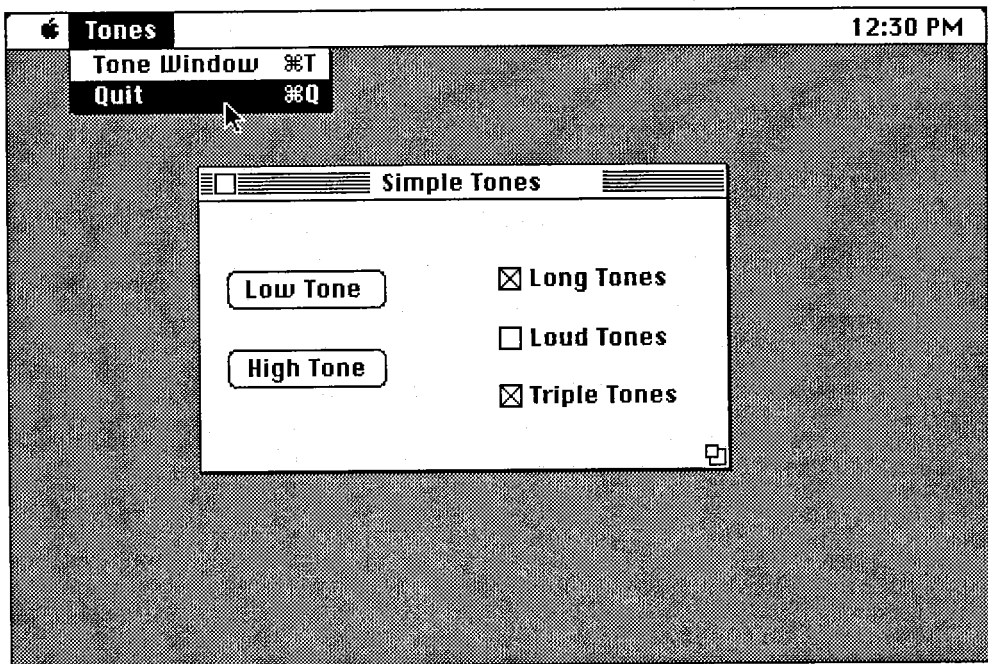 Tones 12:30 PM
Tone Window ⌘T
Quit ⌘Q
Simple Tones
Low Tone
Long Tones
Loud Tones
High Tone
Triple Tones